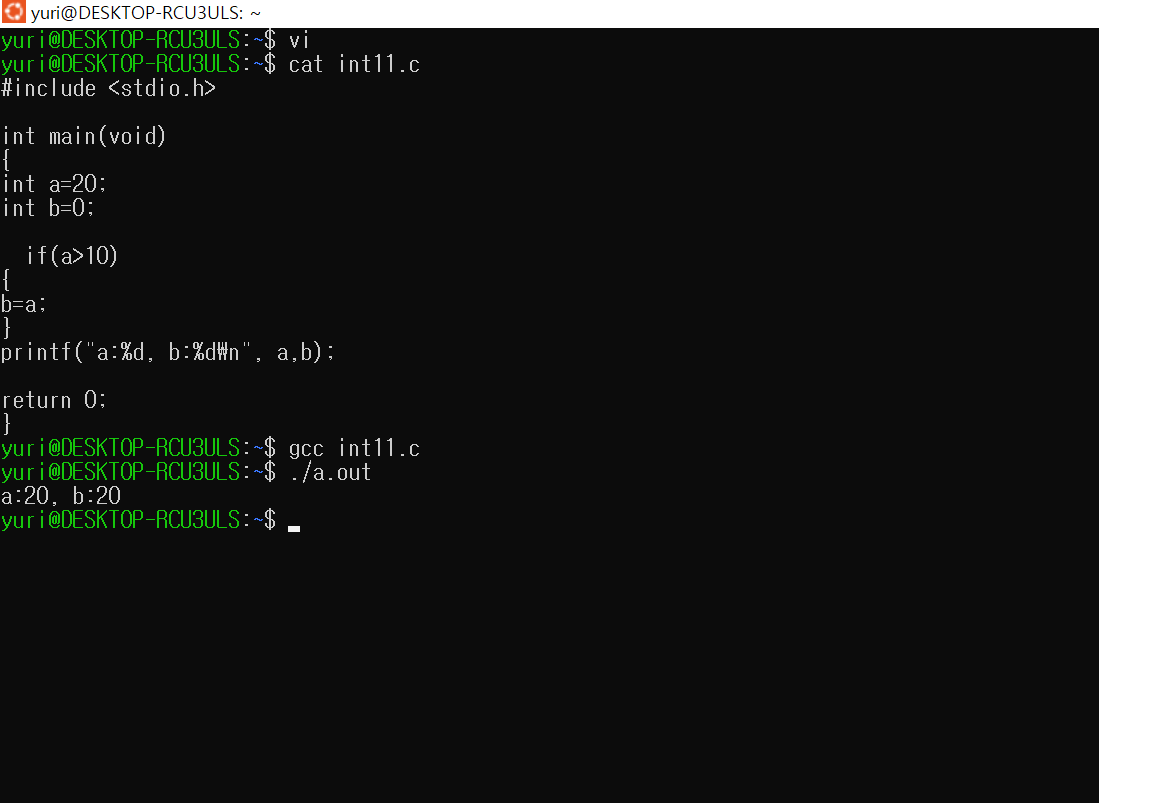 yuri@DESKTOP-RCU3ULS: ~
yuri@DESKTOP-RCU3ULS:~$ vi
yuri@DESKTOP-RCU3ULS:~$ cat int11.c
#include <stdio.h>
int main(void)
{
int a=20;
int b=0;
if(a>10)
{
b=a;
}
printf("a:%d, b:%d₩n", a,b);
return 0;
}
yuri@DESKTOP-RCU3ULS:~$ gcc int11.c
yuri@DESKTOP-RCU3ULS:~$ ./a.out
a:20, b:20
yuri@DESKTOP-RCU3ULS:~$